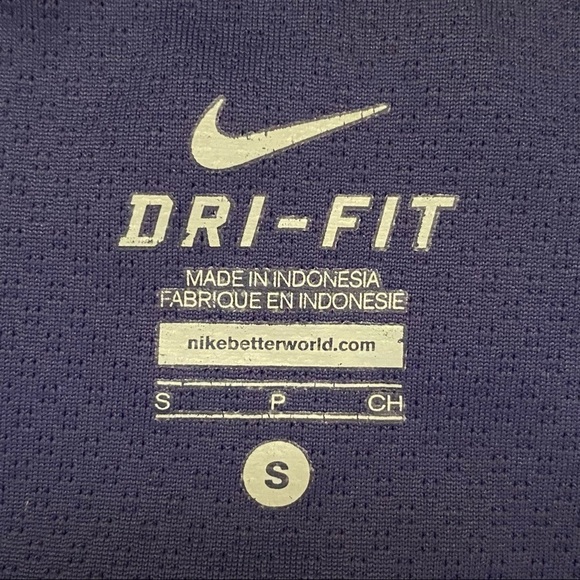 DRI-FIT
MADE IN INDONESIA
FABRIQUE EN INDONESIE
nikebetterworld.com
S P CH
S